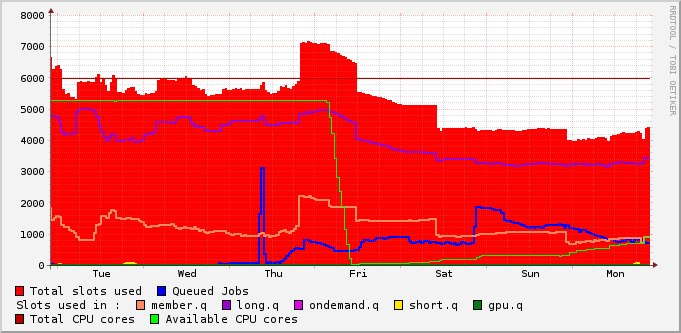 8000
7000
6000
5000
4000
3000
2000
1000
0
Tue Wed Thu Fri Sat Sun Mon
RRDTOOL / TOBI OETIKER
Total slots used Queued Jobs
Slots used in : member.q long.q ondemand.q short.q gpu.q
Total CPU cores Available CPU cores